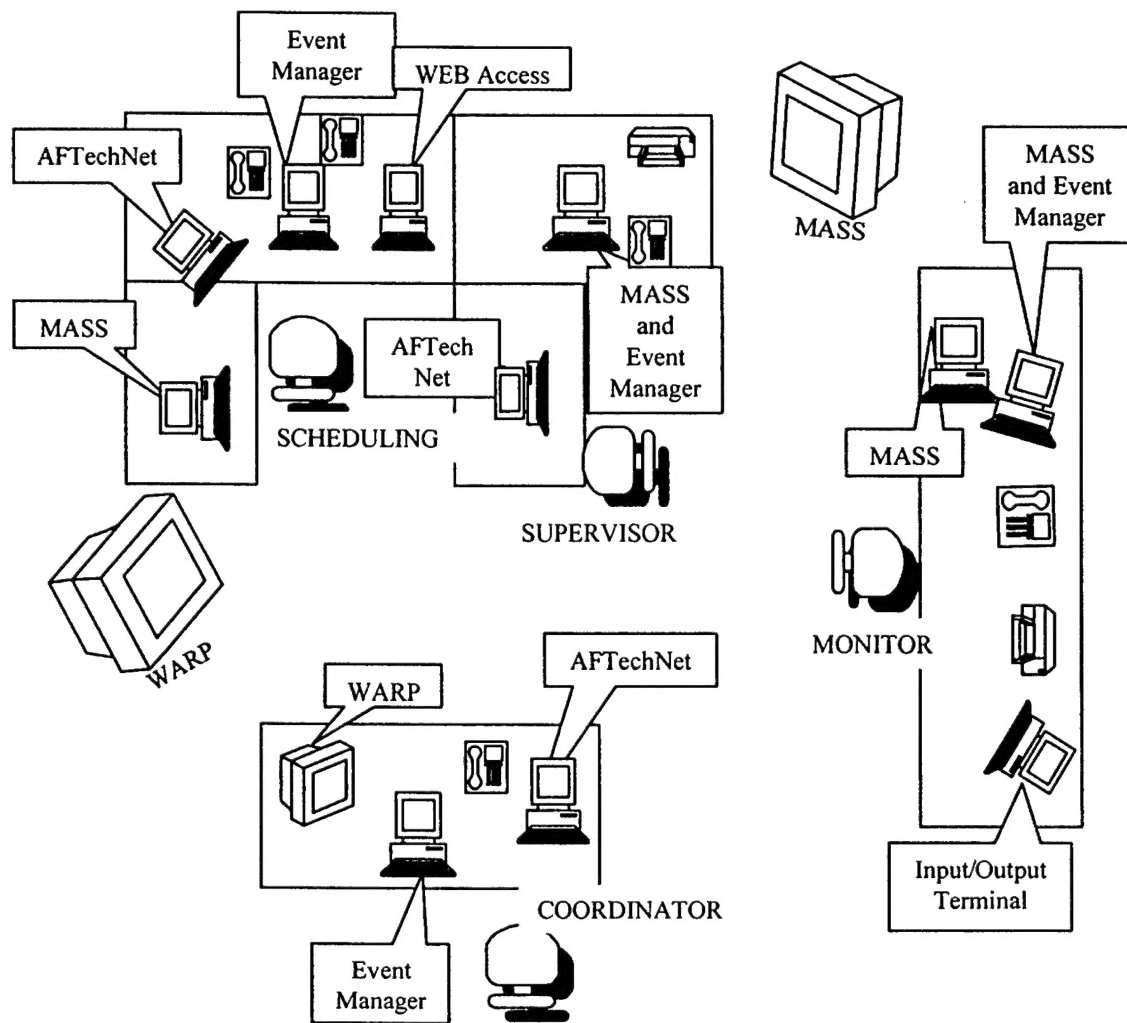 Event
Manager
WEB Access
AFTechNet
MASS
MASS
and Event
Manager
MASS
AFTech
Net
MASS
and
Event
Manager
SCHEDULING
MASS
SUPERVISOR
MONITOR
WARP
AFTechNet
WARP
Input/Output
Terminal
COORDINATOR
Event
Manager